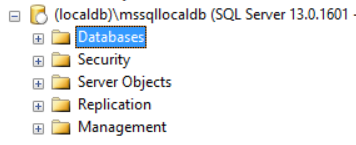 (localdb)\mssqllocaldb (SQL Server 13.0.1601 -
Databases
Security
Server Objects
Replication
Management